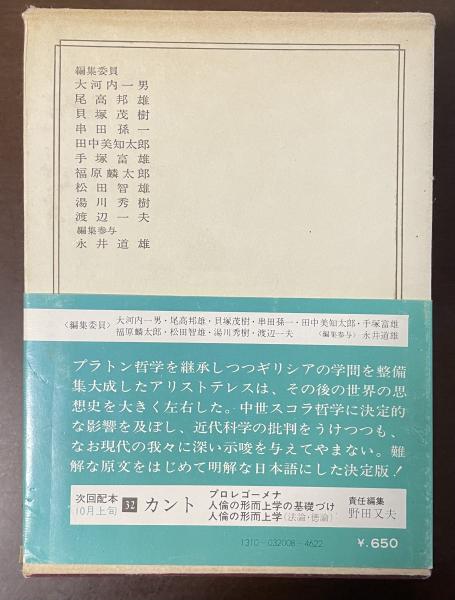 編集委員
大河内一男
尾高邦雄
貝塚茂樹
串田孫一
田中美知太郎
手塚富雄
福原麟太郎
松田智雄
湯川秀樹
渡辺一夫
編集参与
永井道雄
〈編集委員〉大河内一男・尾高邦雄・貝塚茂樹・串田孫一・田中美知太郎・手塚富雄
福原麟太郎・松田智雄・湯川秀樹・渡辺一夫 〈編集参与〉永井道雄
プラトン哲学を継承しつつギリシアの学問を整備
集大成したアリストテレスは、その後の世界の思
想史を大きく左右した。中世スコラ哲学に決定的
な影響を及ぼし、近代科学の批判をうけつつも、
なお現代の我々に深い示唆を与えてやまない。難
解な原文をはじめて明解な日本語にした決定版！
次回配本
10月上旬
32 カント
プロレゴーメナ
人倫の形而上学の基礎づけ
人倫の形而上学(法論・徳論)
責任編集
野田又夫
1310-032008-4622
¥.650